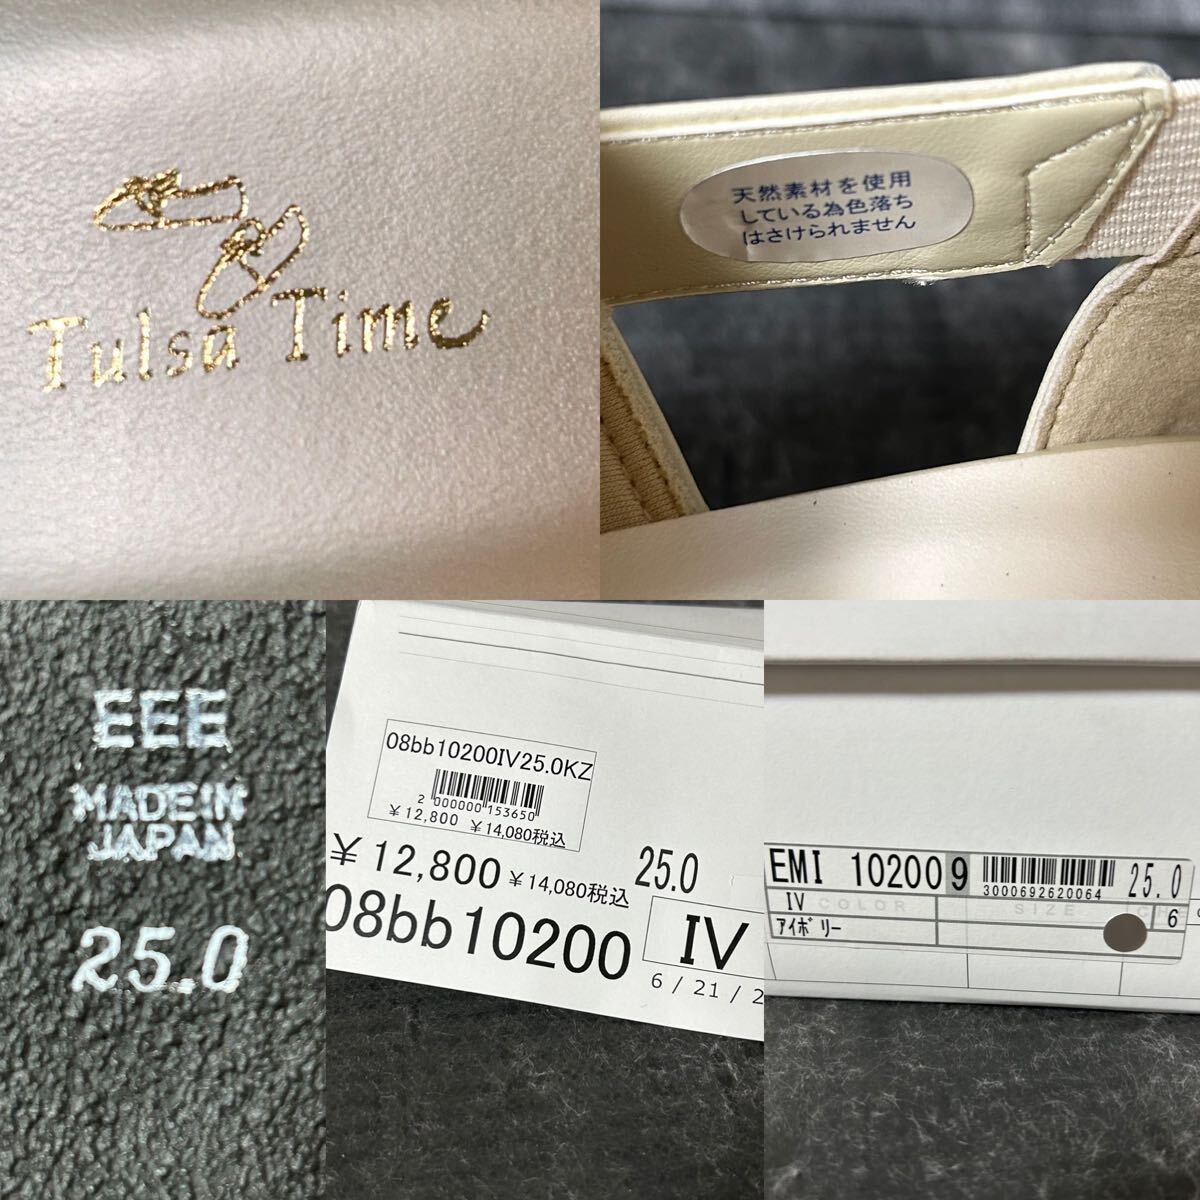 Tulsa Time
天然素材を使用
している為色落ち
はさけられません
EEE
MADE IN
JAPAN
25.0
08bb10200IV25.0KZ
2 000000 153650
¥12,800 ¥14,080税込
¥12,800 ¥14,080税込 25.0
08bb10200 IV
6 / 21 / 2
EMI 10200 9 3000692620064 25.0
IV COLOR SIZE
アイボリー 6